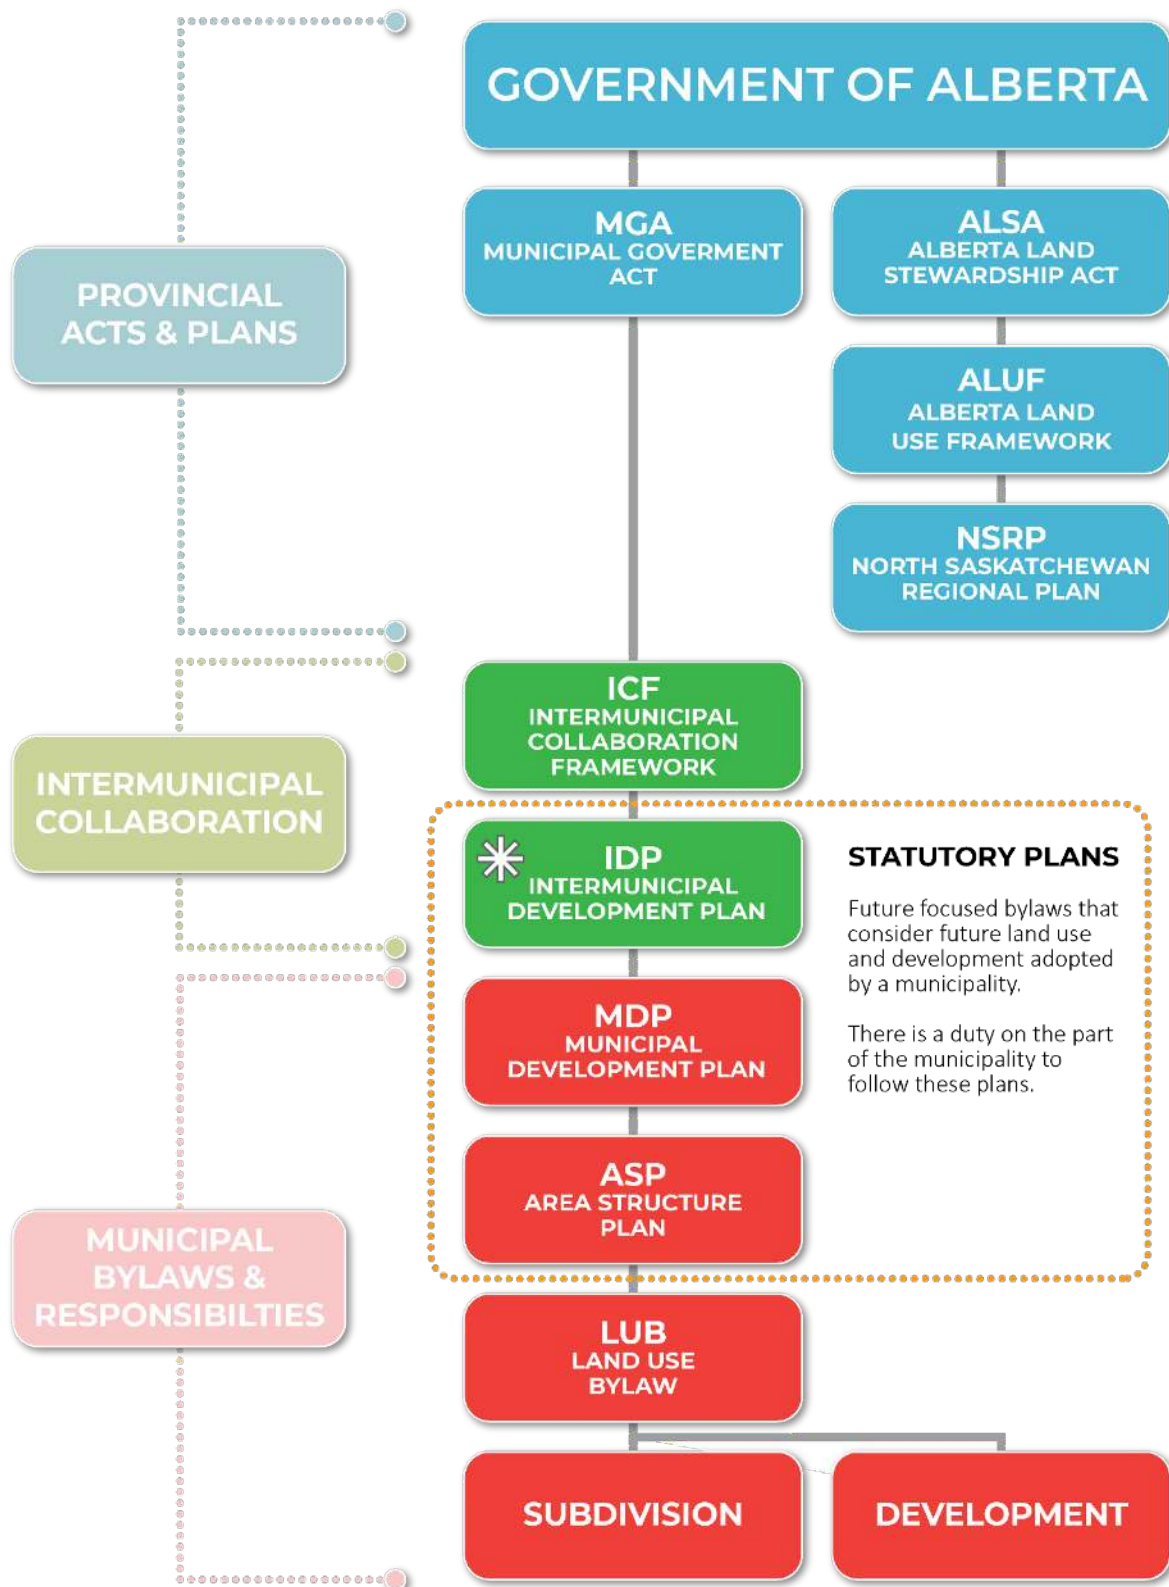 GOVERNMENT OF ALBERTA
MGA
MUNICIPAL GOVERMENT
ACT
ALSA
ALBERTA LAND
STEWARDSHIP ACT
PROVINCIAL
ACTS & PLANS
ALUF
ALBERTA LAND
USE FRAMEWORK
NSRP
NORTH SASKATCHEWAN
REGIONAL PLAN
ICF
INTERMUNICIPAL
COLLABORATION
FRAMEWORK
INTERMUNICIPAL
COLLABORATION
IDP
INTERMUNICIPAL
DEVELOPMENT PLAN
STATUTORY PLANS
Future focused bylaws that
consider future land use
and development adopted
by a municipality.
There is a duty on the part
of the municipality to
follow these plans.
MDP
MUNICIPAL
DEVELOPMENT PLAN
ASP
AREA STRUCTURE
PLAN
MUNICIPAL
BYLAWS &
RESPONSIBILTIES
LUB
LAND USE
BYLAW
SUBDIVISION
DEVELOPMENT